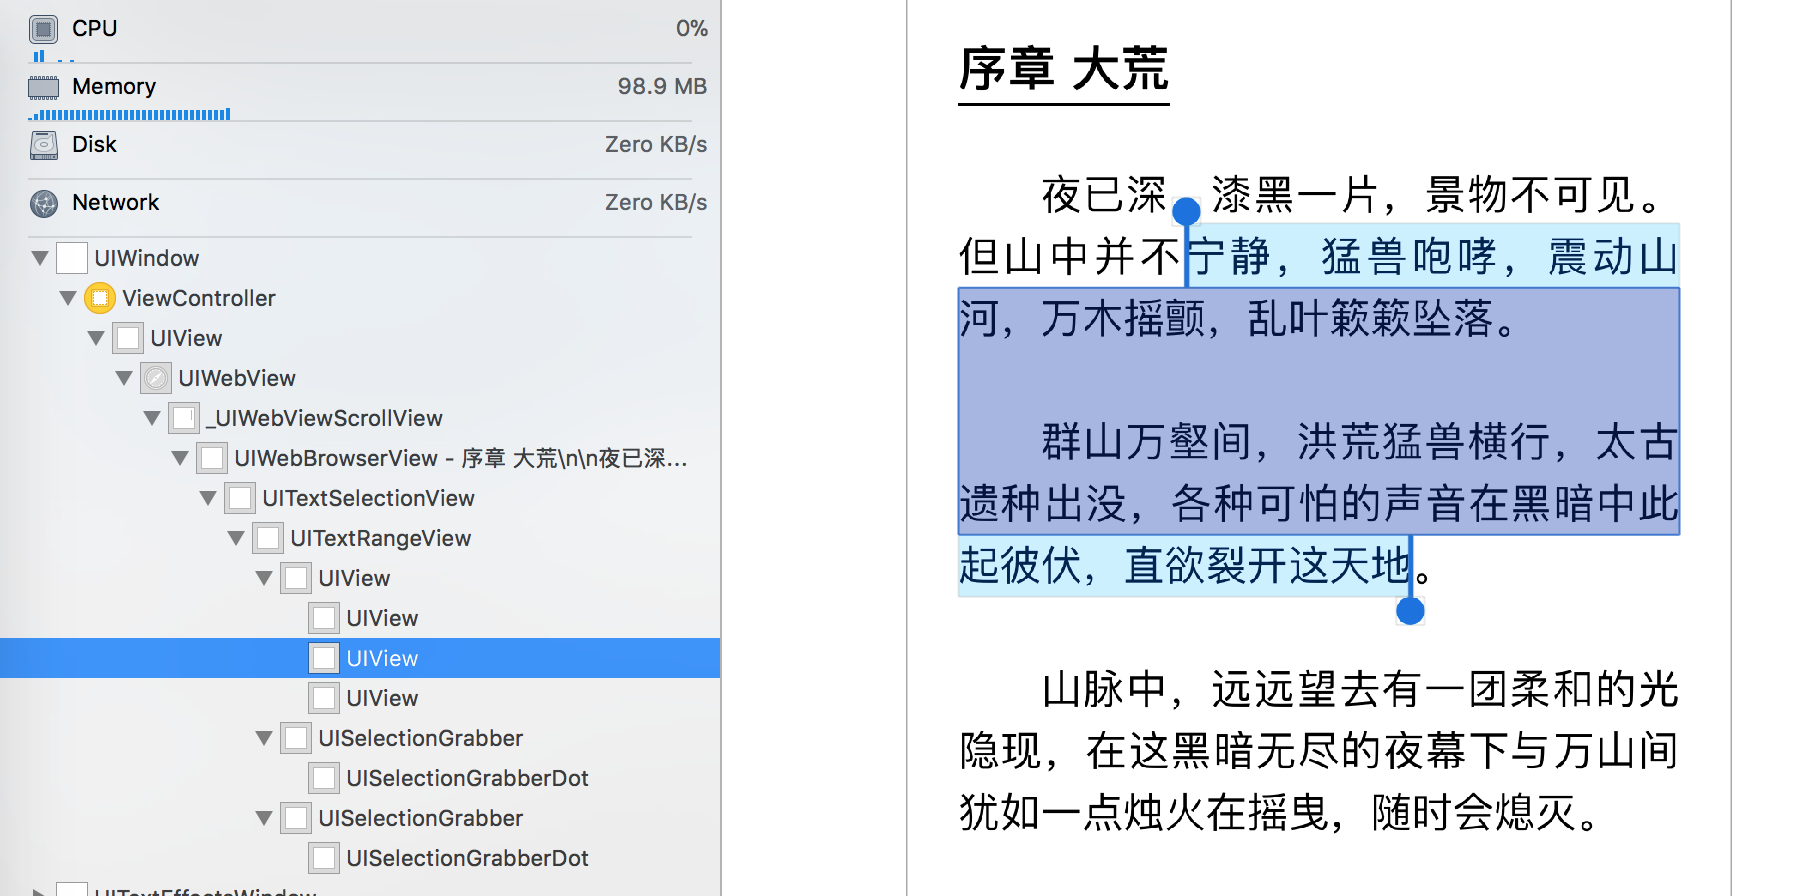 CPU 0%
Memory 98.9 MB
Disk Zero KB/s
Network Zero KB/s
UIWindow
ViewController
UIView
UIWebView
_UIWebViewScrollView
UIWebBrowserView - 序章 大荒\n\n夜已深...
UITextSelectionView
UITextRangeView
UIView
UIView
UIView
UIView
UISelectionGrabber
UISelectionGrabberDot
UISelectionGrabber
UISelectionGrabberDot
UITextEffectsWindow
序章 大荒
夜已深，漆黑一片，景物不可见。
但山中并不宁静，猛兽咆哮，震动山
河，万木摇颤，乱叶簌簌坠落。
群山万壑间，洪荒猛兽横行，太古
遗种出没，各种可怕的声音在黑暗中此
起彼伏，直欲裂开这天地。
山脉中，远远望去有一团柔和的光
隐现，在这黑暗无尽的夜幕下与万山间
犹如一点烛火在摇曳，随时会熄灭。